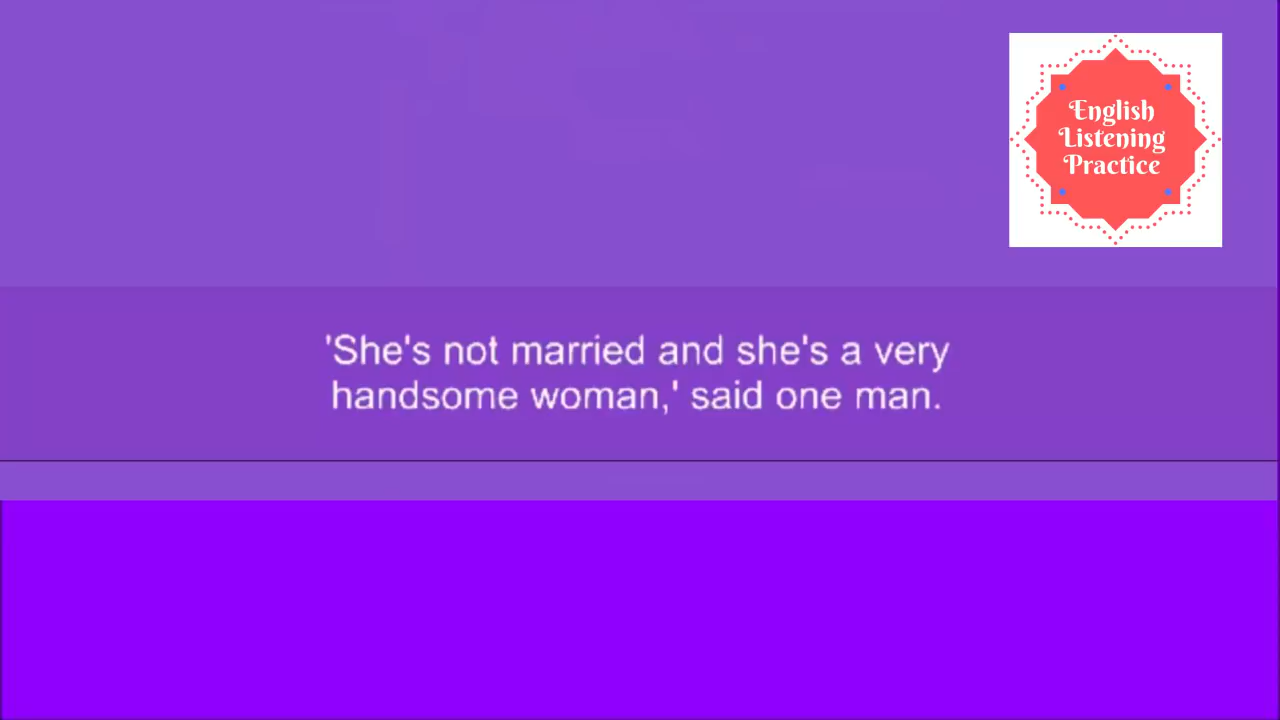 English
Listening
Practice
'She's not married and she's a very
handsome woman,' said one man.